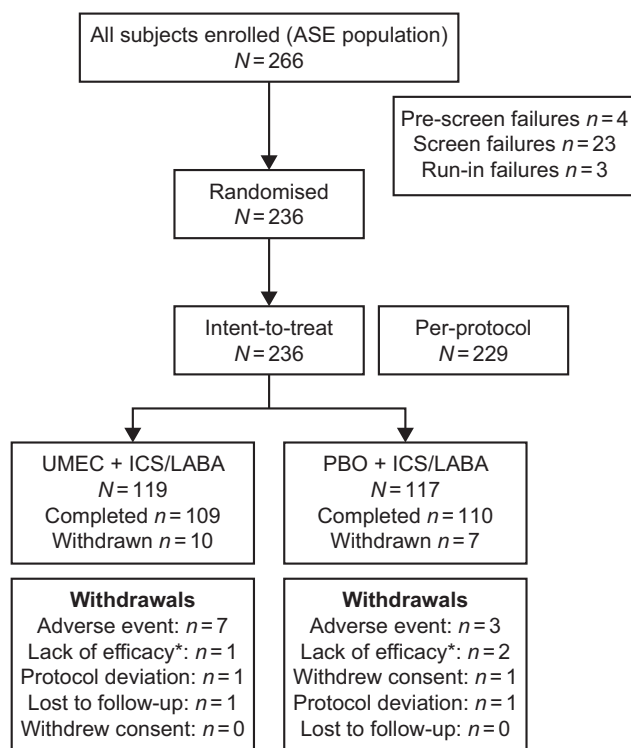 All subjects enrolled (ASE population)
N = 266
Pre-screen failures n = 4
Screen failures n = 23
Run-in failures n = 3
Randomised
N = 236
Intent-to-treat
N = 236
Per-protocol
N = 229
UMEC + ICS/LABA
N = 119
Completed n = 109
Withdrawn n = 10
PBO + ICS/LABA
N = 117
Completed n = 110
Withdrawn n = 7
Withdrawals
Adverse event: n = 7
Lack of efficacy*: n = 1
Protocol deviation: n = 1
Lost to follow-up: n = 1
Withdrew consent: n = 0
Withdrawals
Adverse event: n = 3
Lack of efficacy*: n = 2
Withdrew consent: n = 1
Protocol deviation: n = 1
Lost to follow-up: n = 0